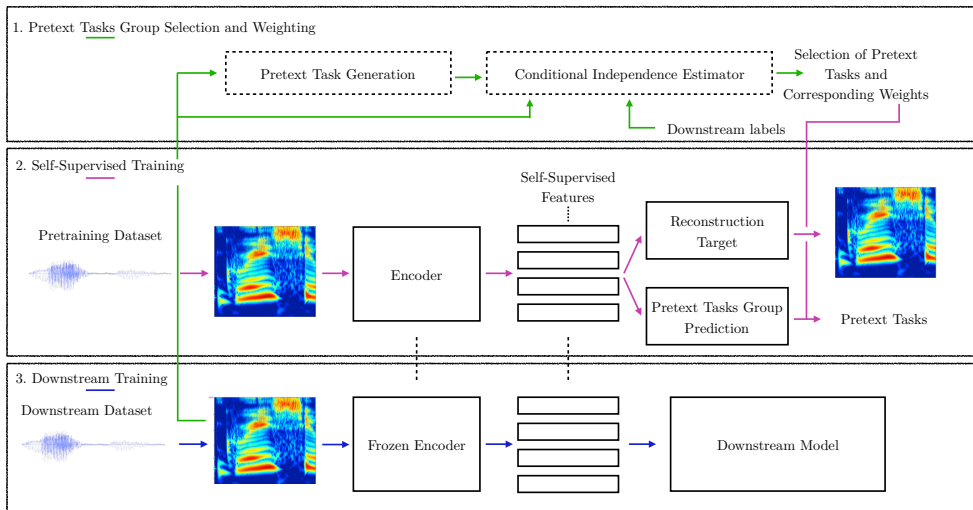 1. Pretext Tasks Group Selection and Weighting
Pretext Task Generation
Conditional Independence Estimator
Selection of Pretext
Tasks and
Corresponding Weights
Downstream labels
2. Self-Supervised Training
Self-Supervised
Features
Pretraining Dataset
Encoder
Reconstruction
Target
Pretext Tasks Group
Prediction
Pretext Tasks
3. Downstream Training
Downstream Dataset
Frozen Encoder
Downstream Model